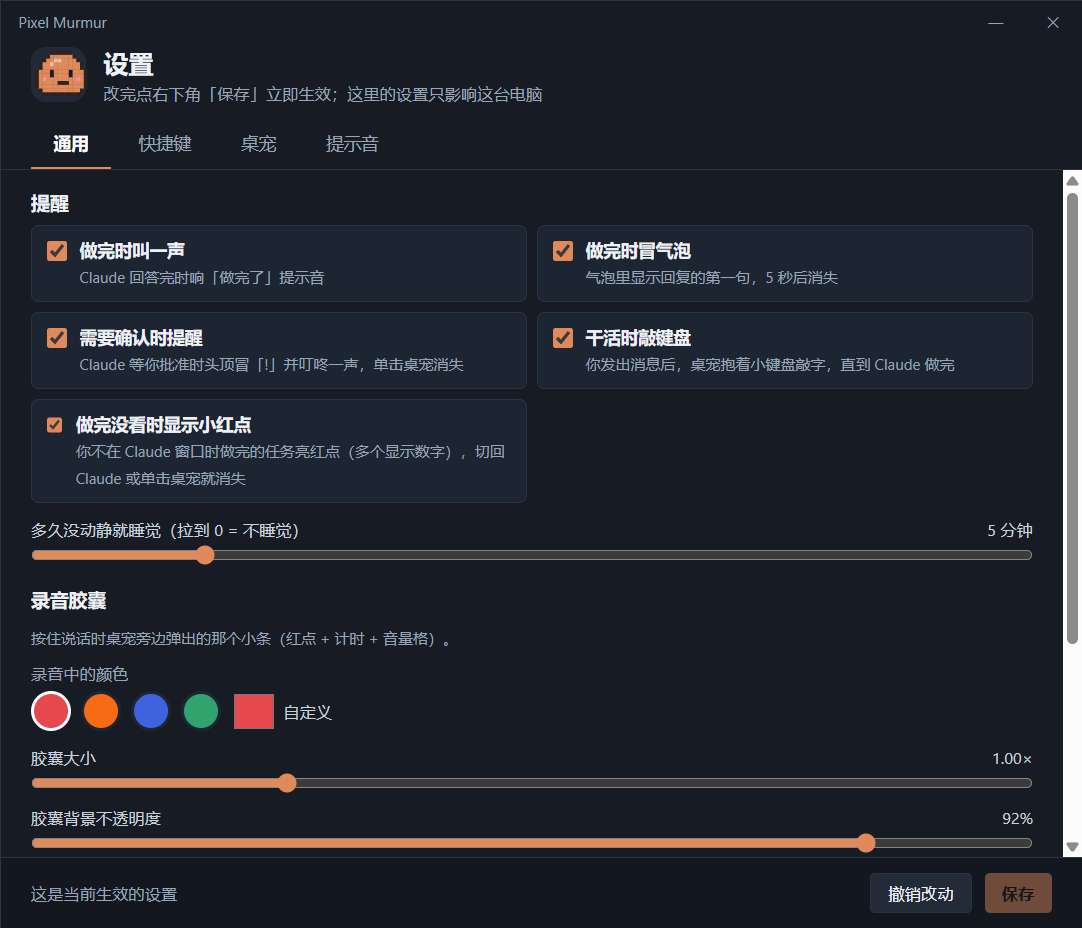 Pixel Murmur
设置
改完点右下角「保存」立即生效；这里的设置只影响这台电脑
通用 快捷键 桌宠 提示音
提醒
做完时叫一声
Claude 回答完时响「做完了」提示音
做完时冒气泡
气泡里显示回复的第一句，5 秒后消失
需要确认时提醒
Claude 等你批准时头顶冒「!」并叮咚一声，单击桌宠消失
干活时敲键盘
你发出消息后，桌宠抱着小键盘敲字，直到 Claude 做完
做完没看时显示小红点
你不在 Claude 窗口时做完的任务亮红点（多个显示数字），切回
Claude 或单击桌宠就消失
多久没动静就睡觉（拉到 0 = 不睡觉） 5 分钟
录音胶囊
按住说话时桌宠旁边弹出的那个小条（红点 + 计时 + 音量格）。
录音中的颜色
自定义
胶囊大小 1.00×
胶囊背景不透明度 92%
这是当前生效的设置 撤销改动 保存